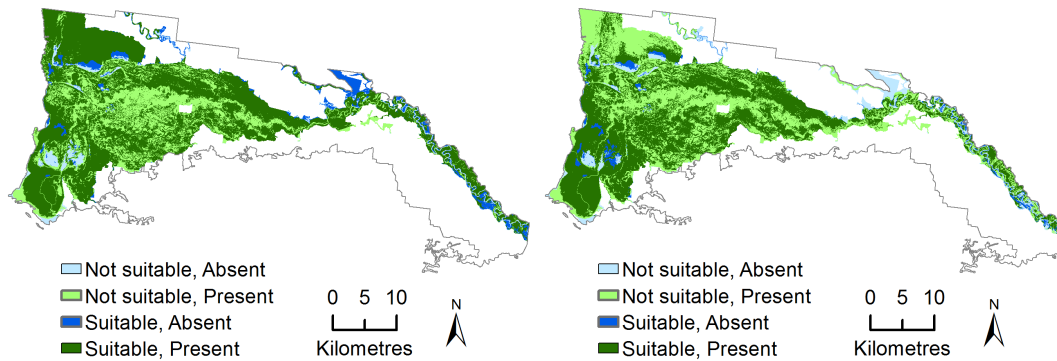 Not suitable, Absent
Not suitable, Present
Suitable, Absent
Suitable, Present
0 5 10
Kilometres
N
Not suitable, Absent
Not suitable, Present
Suitable, Absent
Suitable, Present
0 5 10
Kilometres
N